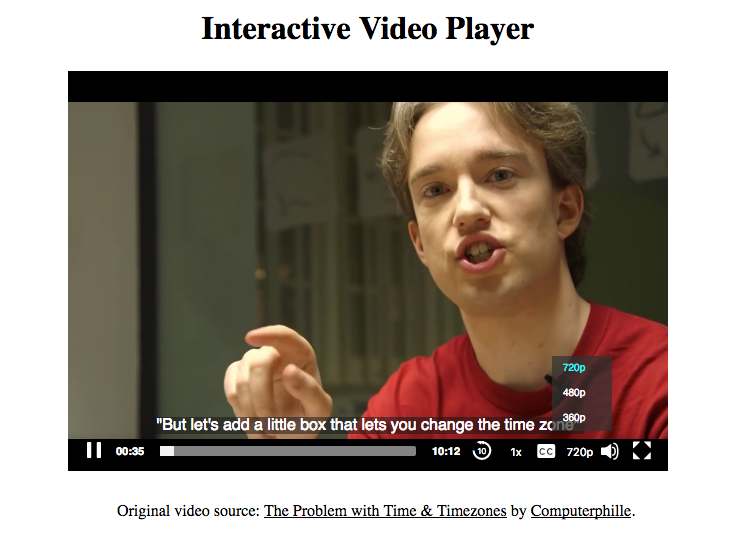 Interactive Video Player
720p
480p
360p
"But let's add a little box that lets you change the time zone"
00:35 10:12 10 1x CC 720p
Original video source: The Problem with Time & Timezones by Computerphille.